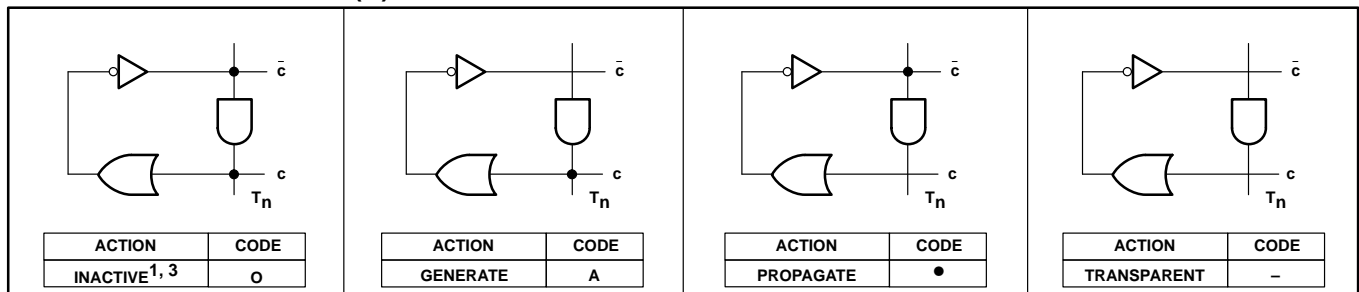 c̄
c
Tn
ACTION CODE
INACTIVE1, 3 O
c̄
c
Tn
ACTION CODE
GENERATE A
c̄
c
Tn
ACTION CODE
PROPAGATE ●
c̄
c
Tn
ACTION CODE
TRANSPARENT –